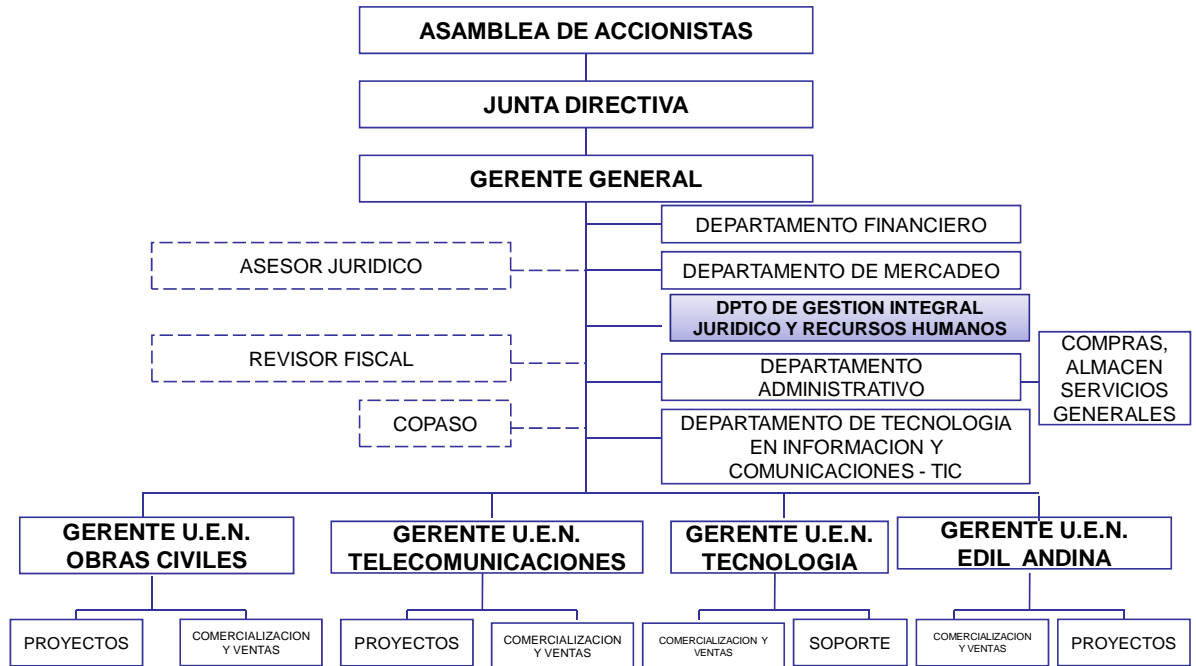 ASAMBLEA DE ACCIONISTAS
JUNTA DIRECTIVA
GERENTE GENERAL
DEPARTAMENTO FINANCIERO
ASESOR JURIDICO
DEPARTAMENTO DE MERCADEO
DPTO DE GESTION INTEGRAL
JURIDICO Y RECURSOS HUMANOS
REVISOR FISCAL
DEPARTAMENTO
ADMINISTRATIVO
COMPRAS,
ALMACEN
SERVICIOS
GENERALES
COPASO
DEPARTAMENTO DE TECNOLOGIA
EN INFORMACION Y
COMUNICACIONES - TIC
GERENTE U.E.N.
OBRAS CIVILES
GERENTE U.E.N.
TELECOMUNICACIONES
GERENTE U.E.N.
TECNOLOGIA
GERENTE U.E.N.
EDIL ANDINA
PROYECTOS
COMERCIALIZACION
Y VENTAS
PROYECTOS
COMERCIALIZACION
Y VENTAS
COMERCIALIZACION Y
VENTAS
SOPORTE
COMERCIALIZACION
Y VENTAS
PROYECTOS